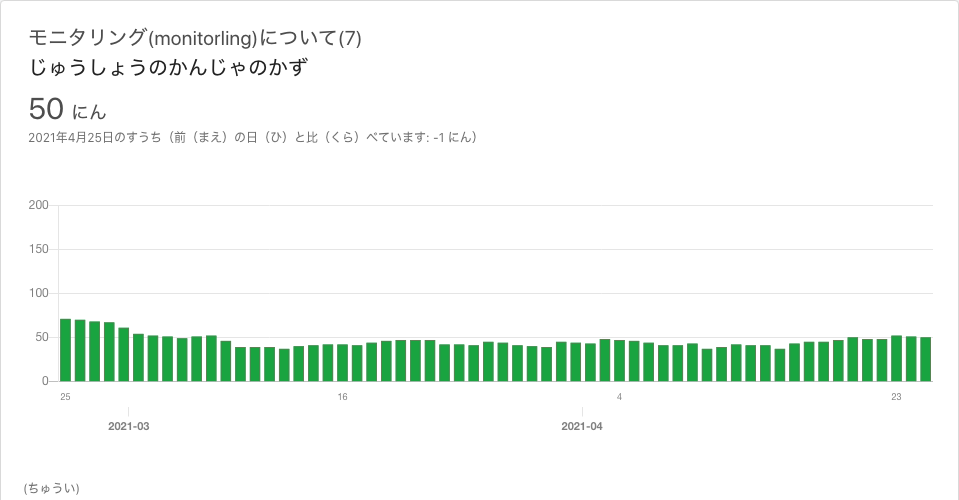 モニタリング(monitorling)について(7)
じゅうしょうのかんじゃのかず
50 にん
2021年4月25日のすうち（前（まえ）の日（ひ）と比（くら）べています: -1 にん）
200
150
100
50
0
25 16 4 23
2021-03 2021-04
(ちゅうい)